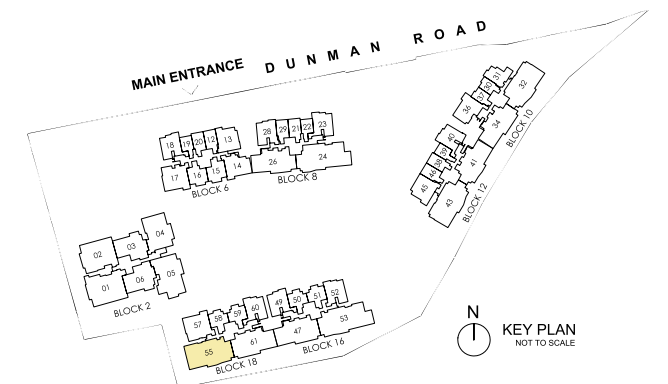 DUNMAN ROAD
MAIN ENTRANCE
18 19 20 12 13
28 29 21 22 23
17 16 15 14
26 24
BLOCK 6
BLOCK 8
31
30
37
32
36
34
BLOCK 10
40
39
38
46
45
41
43
BLOCK 12
02 03 04
01 06 05
BLOCK 2
57 58 59 60
49 50 51 52
55 61 47 53
BLOCK 18
BLOCK 16
N
KEY PLAN
NOT TO SCALE